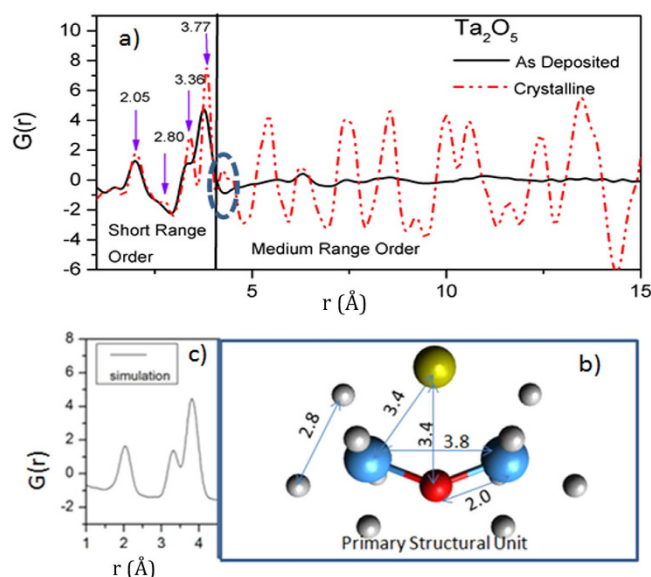 a)
Ta₂O₅
As Deposited
Crystalline
3.77
3.36
2.05
2.80
G(r)
10
8
6
4
2
0
-2
-4
6
Short Range
Order
Medium Range Order
5
10
15
r (Å)
c)
simulation
G(r)
8
6
4
2
0
-2
1 2 3 4
r (Å)
b)
2.8
3.4
3.4
3.8
2.0
Primary Structural Unit